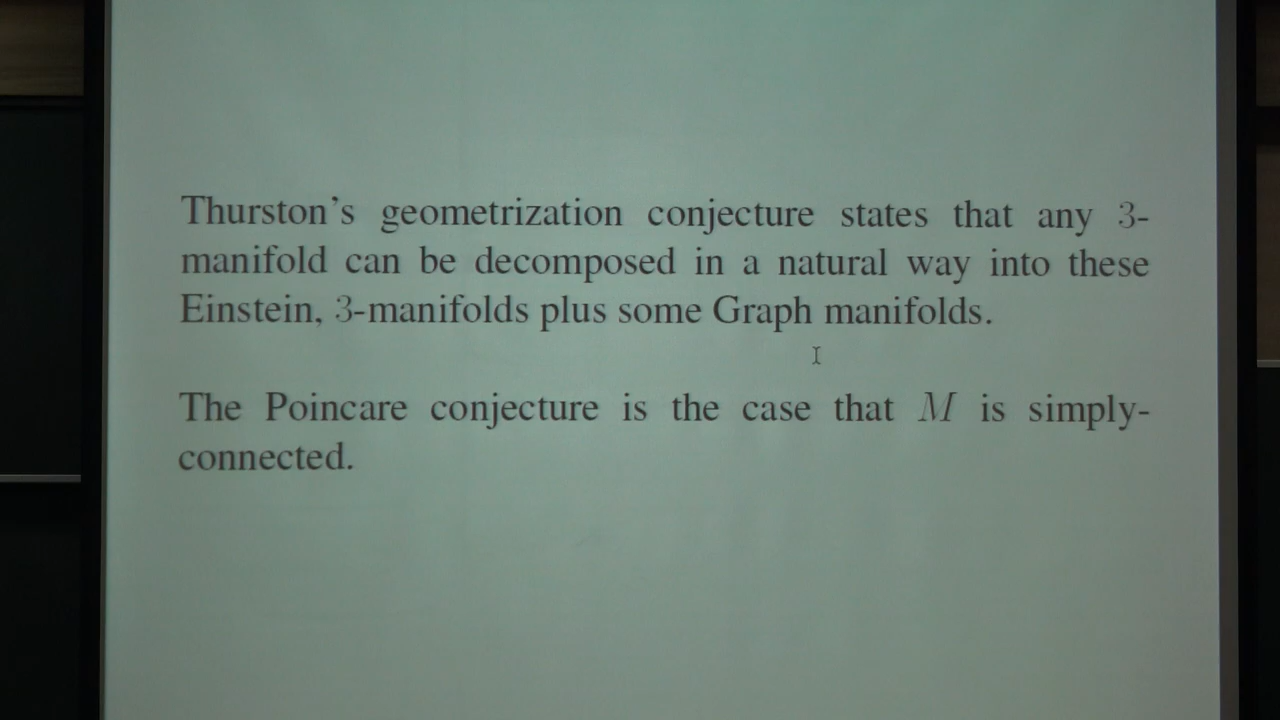 Thurston's geometrization conjecture states that any 3-
manifold can be decomposed in a natural way into these
Einstein, 3-manifolds plus some Graph manifolds.
The Poincare conjecture is the case that M is simply-
connected.